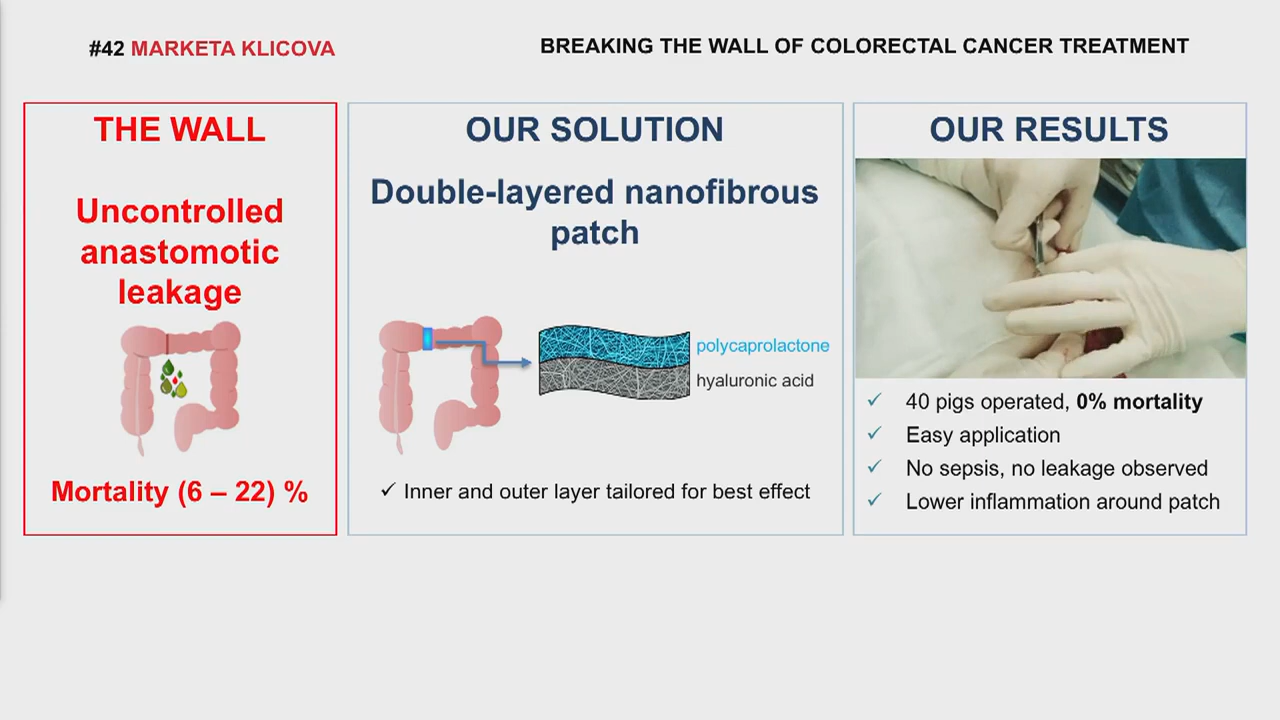 #42 MARKETA KLICOVA
BREAKING THE WALL OF COLORECTAL CANCER TREATMENT
THE WALL
Uncontrolled
anastomotic
leakage
Mortality (6 – 22) %
OUR SOLUTION
Double-layered nanofibrous
patch
polycaprolactone
hyaluronic acid
✓ Inner and outer layer tailored for best effect
OUR RESULTS
✓ 40 pigs operated, 0% mortality
✓ Easy application
✓ No sepsis, no leakage observed
✓ Lower inflammation around patch